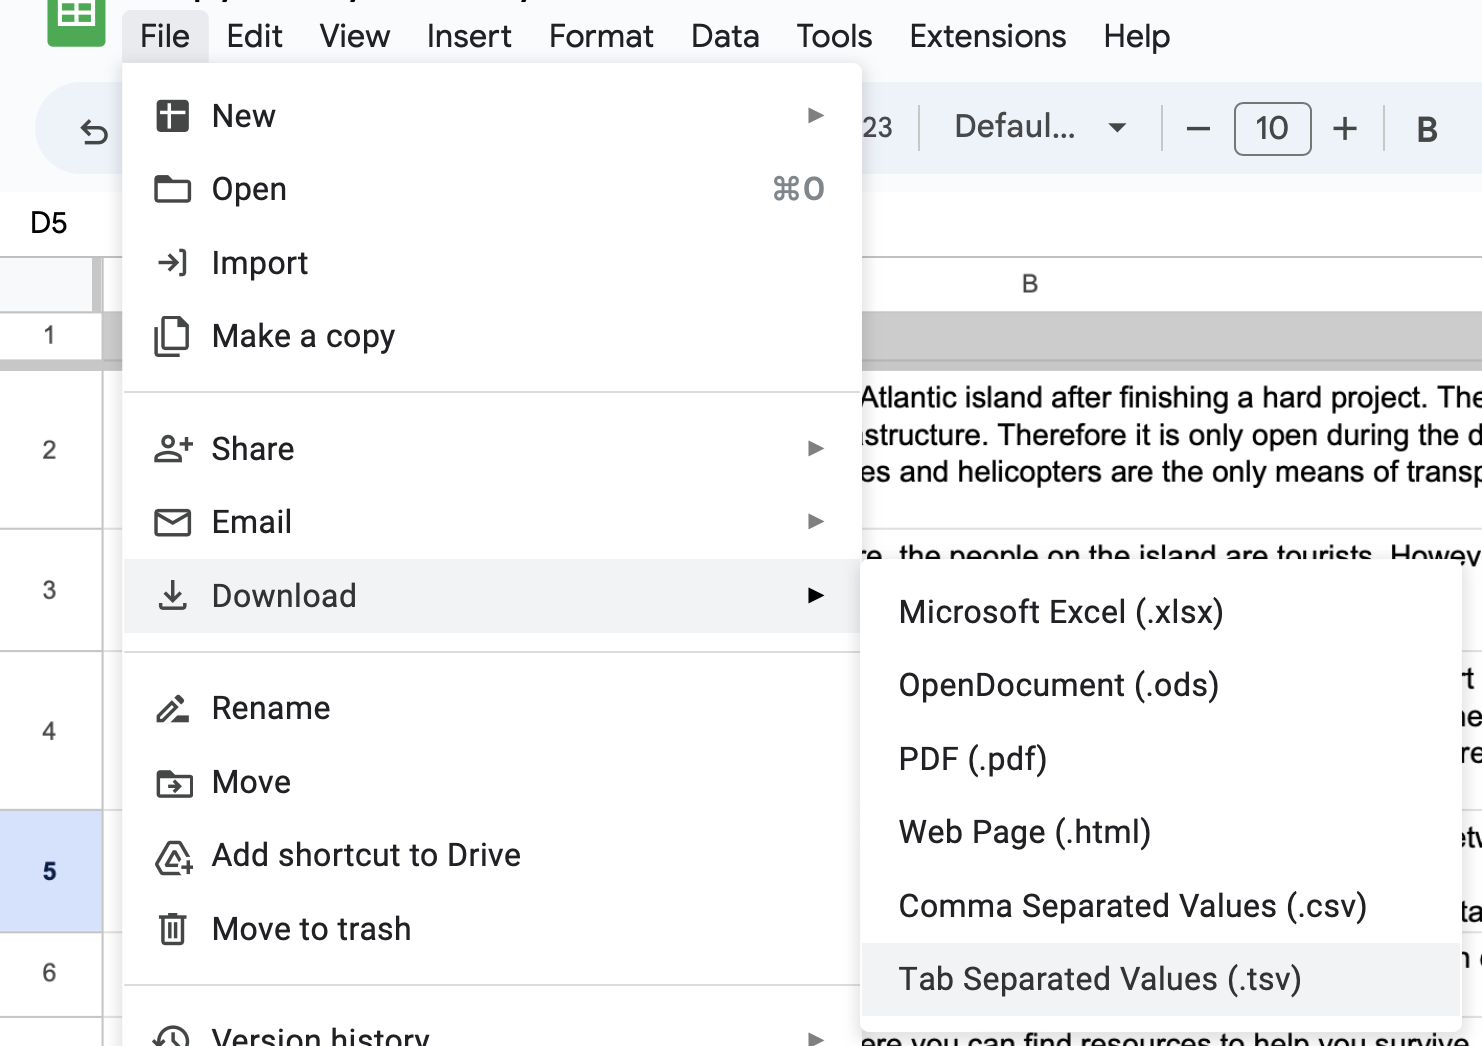 File Edit View Insert Format Data Tools Extensions Help
23 Defaul... 10 B
D5
New
Open ⌘O
Import
Make a copy
Share
Email
Download
Rename
Move
Add shortcut to Drive
Move to trash
Version history
Microsoft Excel (.xlsx)
OpenDocument (.ods)
PDF (.pdf)
Web Page (.html)
Comma Separated Values (.csv)
Tab Separated Values (.tsv)
B
1
2
Atlantic island after finishing a hard project. The
structure. Therefore it is only open during the d
es and helicopters are the only means of transp
3
re, the people on the island are tourists. Howev
4
5
6
ere you can find resources to help you survive